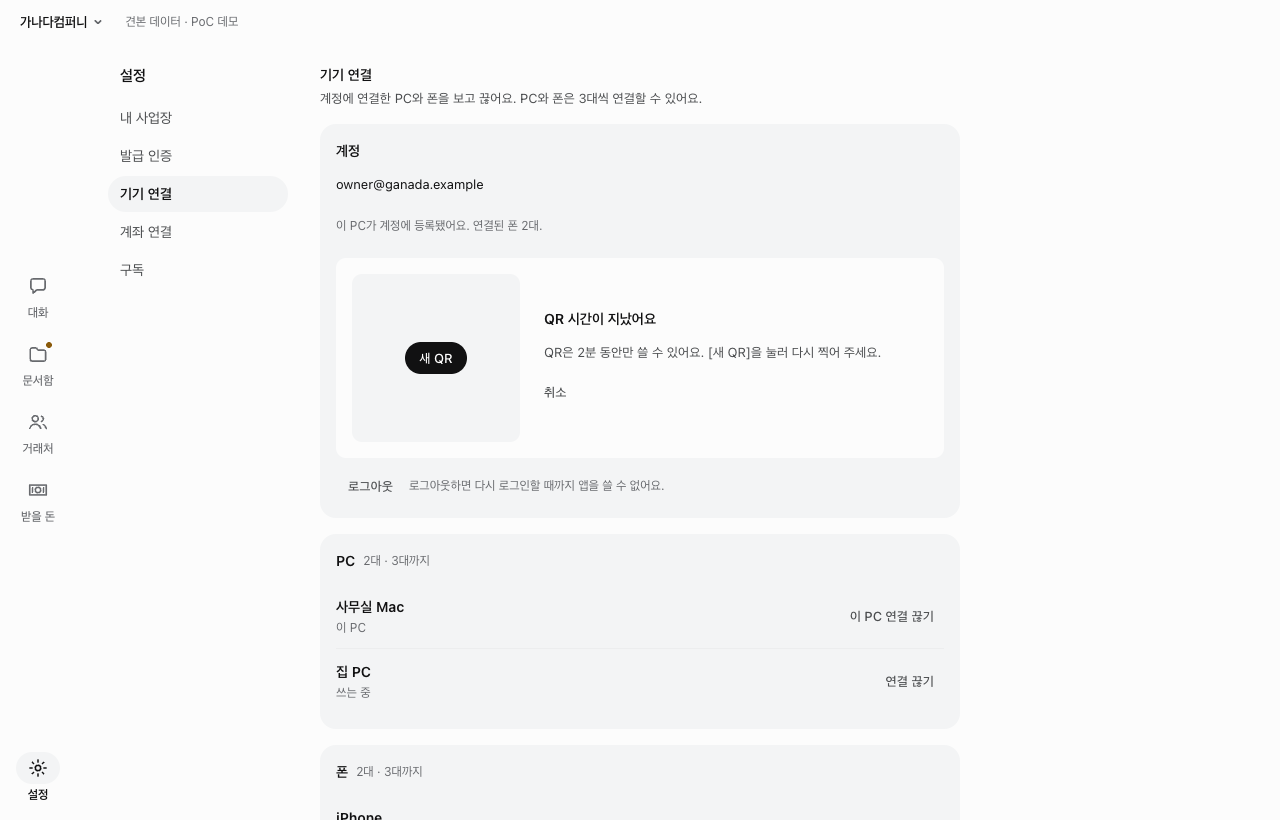 가나다컴퍼니
견본 데이터 · PoC 데모
설정
내 사업장
발급 인증
기기 연결
계좌 연결
구독
대화
문서함
거래처
받을 돈
설정
기기 연결
계정에 연결한 PC와 폰을 보고 끊어요. PC와 폰은 3대씩 연결할 수 있어요.
계정
owner@ganada.example
이 PC가 계정에 등록됐어요. 연결된 폰 2대.
새 QR
QR 시간이 지났어요
QR은 2분 동안만 쓸 수 있어요. [새 QR]을 눌러 다시 찍어 주세요.
취소
로그아웃 로그아웃하면 다시 로그인할 때까지 앱을 쓸 수 없어요.
PC 2대 · 3대까지
사무실 Mac
이 PC
이 PC 연결 끊기
집 PC
쓰는 중
연결 끊기
폰 2대 · 3대까지
iPhone